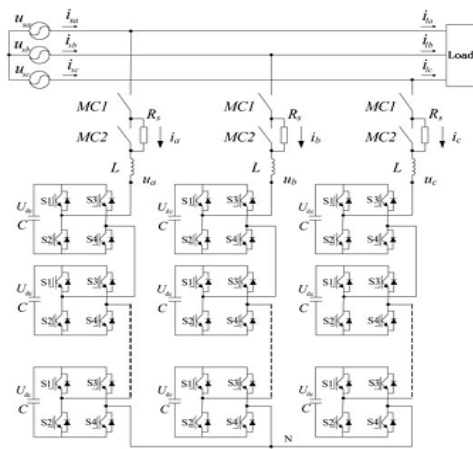 u_sa i_sa i_la
u_sb i_sb i_lb
u_sc i_sc i_lc
Load
MC1 MC1 MC1
R_s R_s R_s
MC2 i_a MC2 i_b MC2 i_c
L u_a L u_b L u_c
S1 S3 S1 S3 S1 S3
U_dc U_dc U_dc
C C C
S2 S4 S2 S4 S2 S4
S1 S3 S1 S3 S1 S3
U_dc U_dc U_dc
C C C
S2 S4 S2 S4 S2 S4
S1 S3 S1 S3 S1 S3
U_dc U_dc U_dc
C C C
S2 S4 S2 S4 S2 S4
N